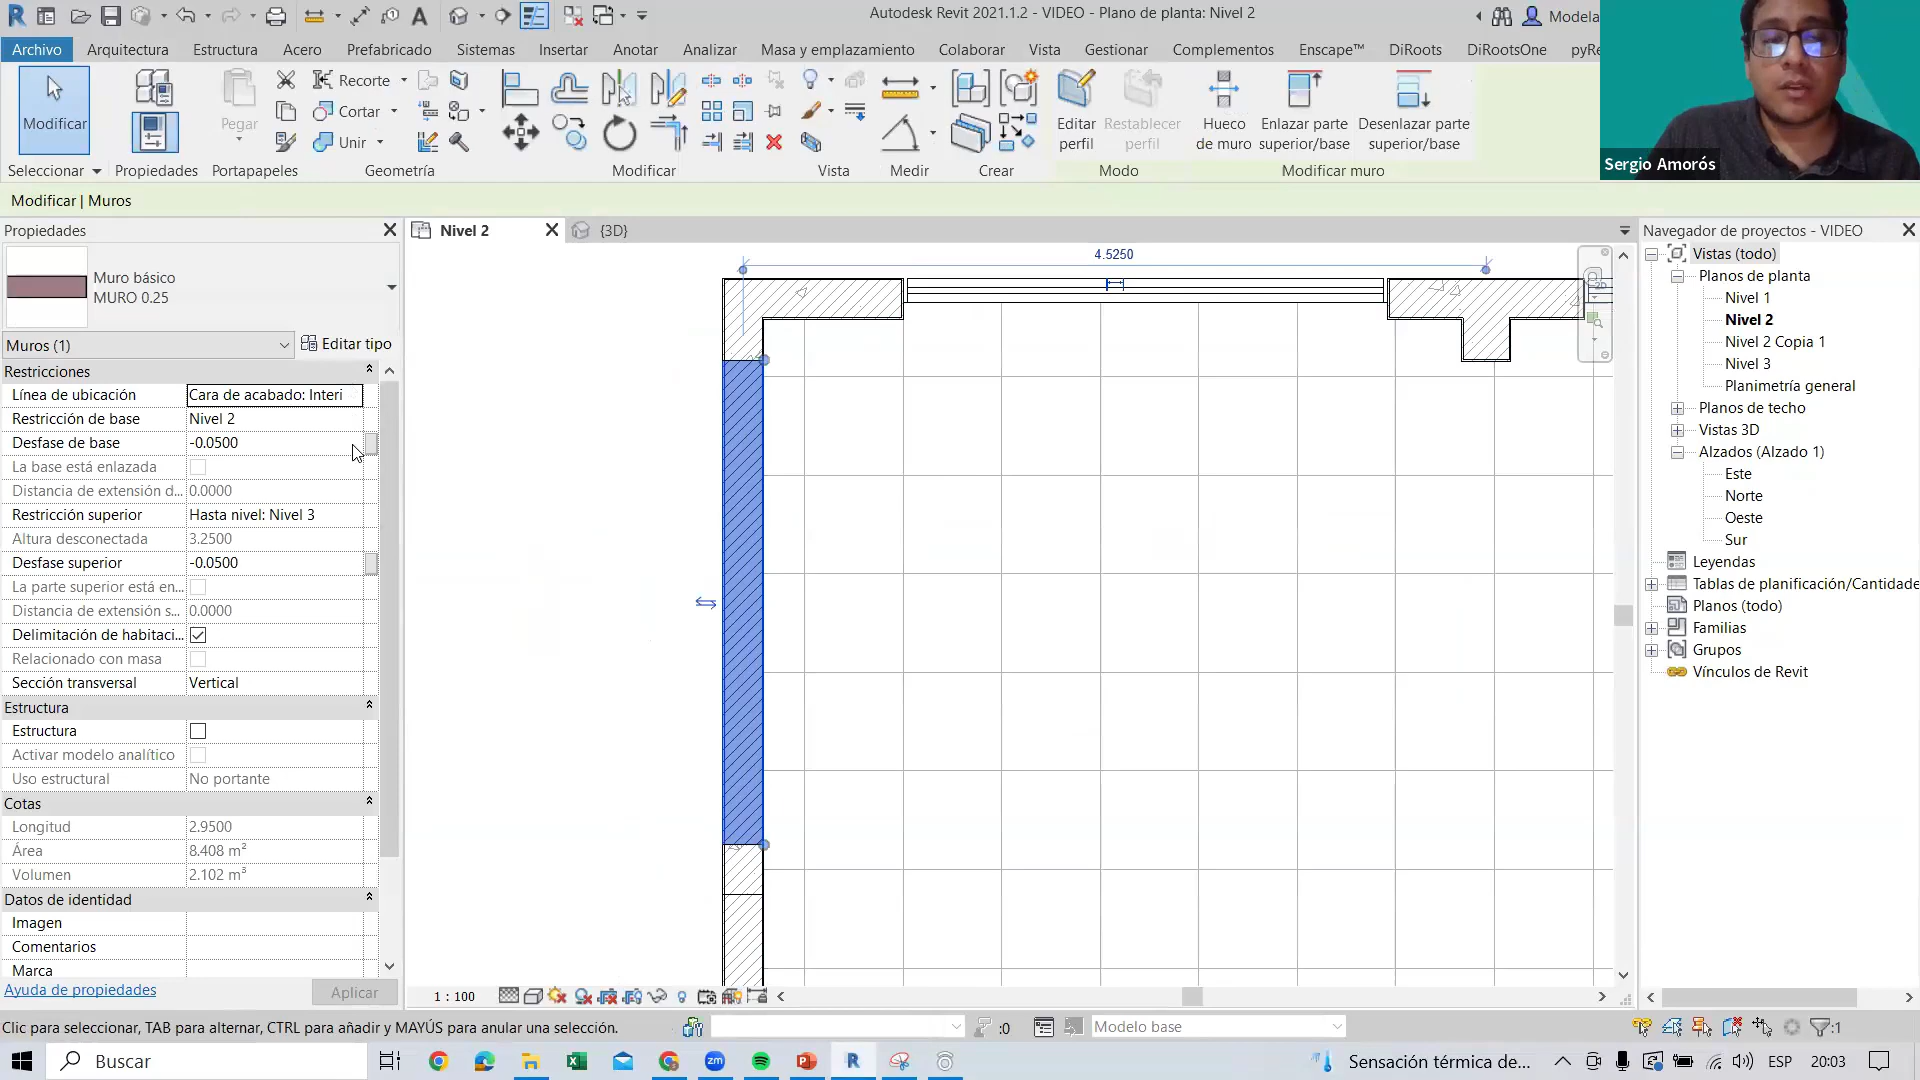 Autodesk Revit 2021.1.2 - VIDEO - Plano de planta: Nivel 2
Modela
Archivo Arquitectura Estructura Acero Prefabricado Sistemas Insertar Anotar Analizar Masa y emplazamiento Colaborar Vista Gestionar Complementos Enscape™ DiRoots DiRootsOne pyRe
Modificar
Pegar
Recorte
Cortar
Unir
Editar perfil
Restablecer perfil
Hueco de muro
Enlazar parte superior/base
Desenlazar parte superior/base
Seleccionar Propiedades Portapapeles Geometría Modificar Vista Medir Crear Modo Modificar muro
Sergio Amorós
Modificar | Muros
Propiedades
Muro básico
MURO 0.25
Muros (1)
Editar tipo
Restricciones
Línea de ubicación Cara de acabado: Interi
Restricción de base Nivel 2
Desfase de base -0.0500
La base está enlazada
Distancia de extensión d... 0.0000
Restricción superior Hasta nivel: Nivel 3
Altura desconectada 3.2500
Desfase superior -0.0500
La parte superior está en...
Distancia de extensión s... 0.0000
Delimitación de habitaci...
Relacionado con masa
Sección transversal Vertical
Estructura
Estructura
Activar modelo analítico
Uso estructural No portante
Cotas
Longitud 2.9500
Área 8.408 m²
Volumen 2.102 m³
Datos de identidad
Imagen
Comentarios
Marca
Ayuda de propiedades
Aplicar
Nivel 2
{3D}
4.5250
1 : 100
Navegador de proyectos - VIDEO
Vistas (todo)
Planos de planta
Nivel 1
Nivel 2
Nivel 2 Copia 1
Nivel 3
Planimetría general
Planos de techo
Vistas 3D
Alzados (Alzado 1)
Este
Norte
Oeste
Sur
Leyendas
Tablas de planificación/Cantidade
Planos (todo)
Familias
Grupos
Vínculos de Revit
Clic para seleccionar, TAB para alternar, CTRL para añadir y MAYÚS para anular una selección.
:0
Modelo base
:1
Buscar
Sensación térmica de...
ESP
20:03